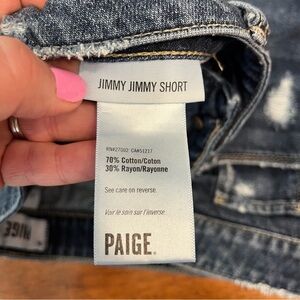 JIMMY JIMMY SHORT
RN#27002 CA#51217
70% Cotton/Coton
30% Rayon/Rayonne
See care on reverse.
Voir le soin sur l'inverse
PAIGE.